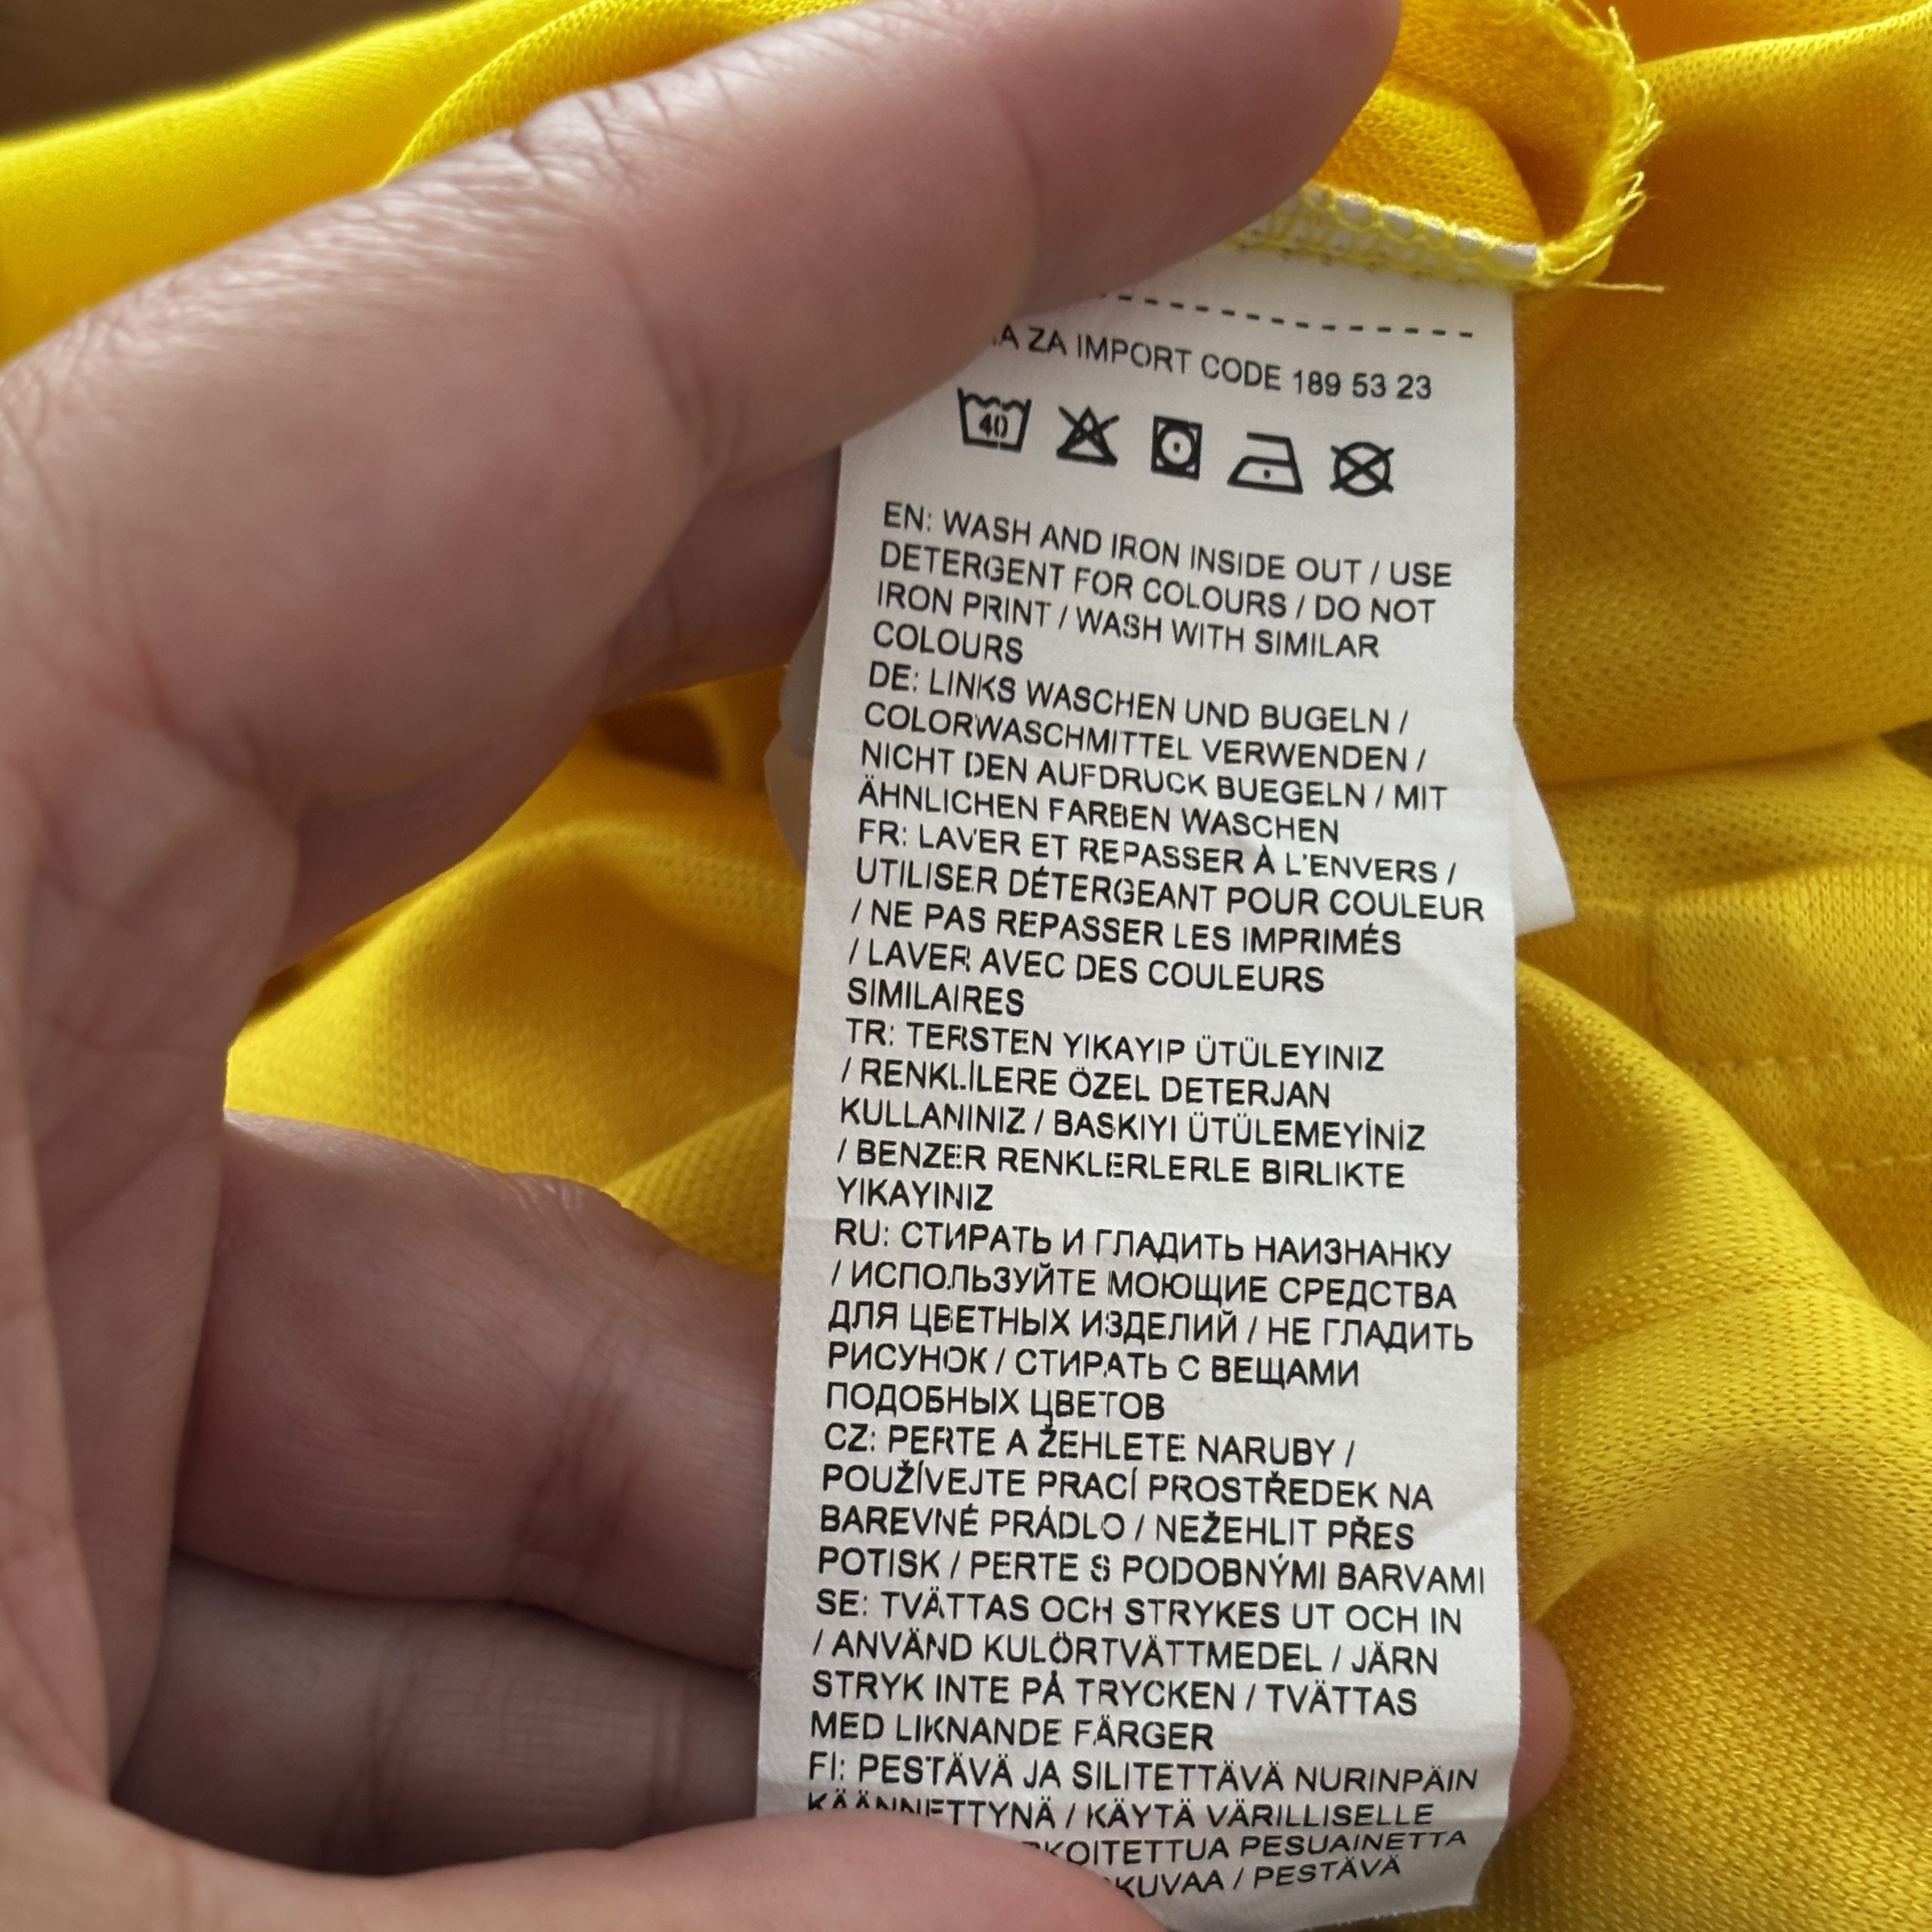 ZA IMPORT CODE 189 53 23
40
EN: WASH AND IRON INSIDE OUT / USE
DETERGENT FOR COLOURS / DO NOT
IRON PRINT / WASH WITH SIMILAR
COLOURS
DE: LINKS WASCHEN UND BUGELN /
COLORWASCHMITTEL VERWENDEN /
NICHT DEN AUFDRUCK BUEGELN / MIT
ÄHNLICHEN FARBEN WASCHEN
FR: LAVER ET REPASSER À L'ENVERS /
UTILISER DÉTERGEANT POUR COULEUR
/ NE PAS REPASSER LES IMPRIMÉS
/ LAVER AVEC DES COULEURS
SIMILAIRES
TR: TERSTEN YIKAYIP ÜTÜLEYINIZ
/ RENKLİLERE ÖZEL DETERJAN
KULLANINIZ / BASKIYI ÜTÜLEMEYİNİZ
/ BENZER RENKLERLERLE BIRLIKTE
YIKAYINIZ
RU: СТИРАТЬ И ГЛАДИТЬ НАИЗНАНКУ
/ ИСПОЛЬЗУЙТЕ МОЮЩИЕ СРЕДСТВА
ДЛЯ ЦВЕТНЫХ ИЗДЕЛИЙ / НЕ ГЛАДИТЬ
РИСУНОК / СТИРАТЬ С ВЕЩАМИ
ПОДОБНЫХ ЦВЕТОВ
CZ: PERTE A ŽEHLETE NARUBY /
POUŽÍVEJTE PRACÍ PROSTŘEDEK NA
BAREVNÉ PRÁDLO / NEŽEHLIT PŘES
POTISK / PERTE S PODOBNÝMI BARVAMI
SE: TVÄTTAS OCH STRYKES UT OCH IN
/ ANVÄND KULÖRTVÄTTMEDEL / JÄRN
STRYK INTE PÅ TRYCKEN / TVÄTTAS
MED LIKNANDE FÄRGER
FI: PESTÄVÄ JA SILITETTÄVÄ NURINPÄIN
KÄÄNNETTYNÄ / KÄYTÄ VÄRILLISELLE
PESUAINETTA
/ PESTÄVÄ